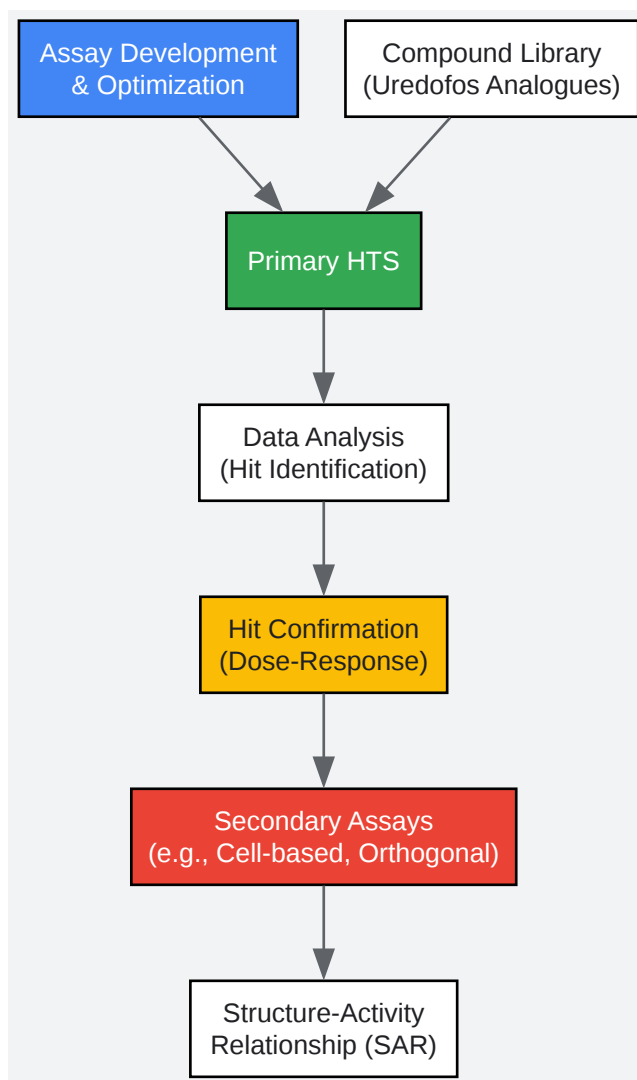 Assay Development
& Optimization
Compound Library
(Uredofos Analogues)
Primary HTS
Data Analysis
(Hit Identification)
Hit Confirmation
(Dose-Response)
Secondary Assays
(e.g., Cell-based, Orthogonal)
Structure-Activity
Relationship (SAR)